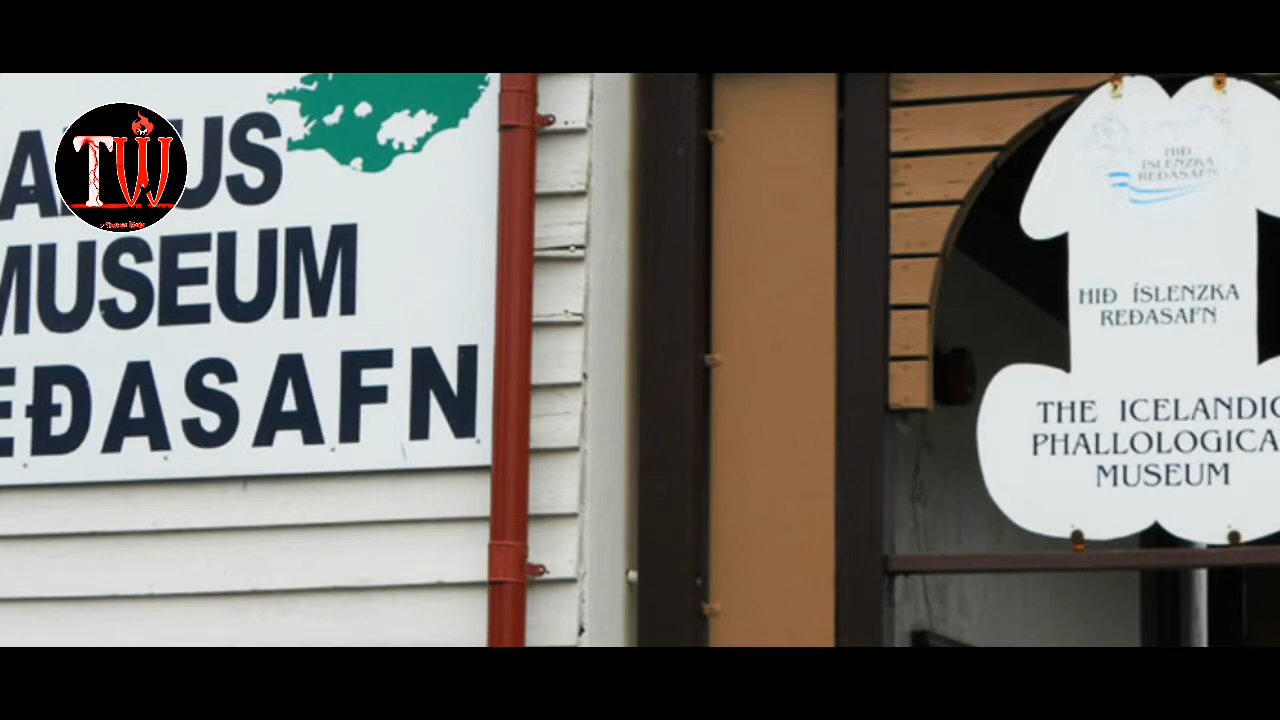 MUSEUM
EÐASAFN
TW
HIÐ
ÍSLENZKA
REÐASAFN
HIÐ ÍSLENZKA
REÐASAFN
THE ICELANDIC
PHALLOLOGICA
MUSEUM